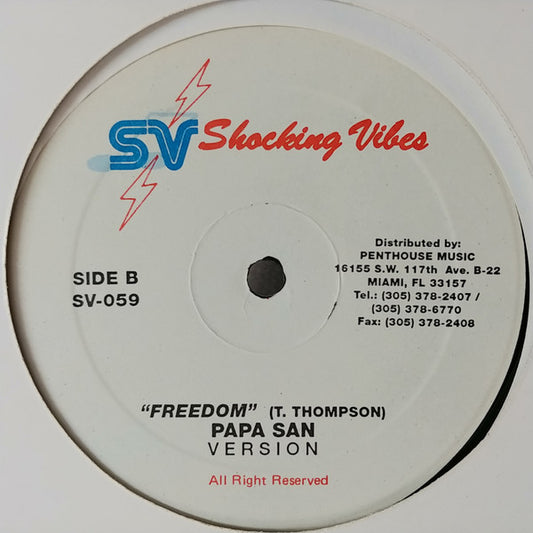 SV Shocking Vibes
Distributed by:
PENTHOUSE MUSIC
16155 S.W. 117th Ave. B-22
MIAMI, FL 33157
Tel.: (305) 378-2407 /
(305) 378-6770
Fax: (305) 378-2408
SIDE B
SV-059
"FREEDOM" (T. THOMPSON)
PAPA SAN
VERSION
All Right Reserved